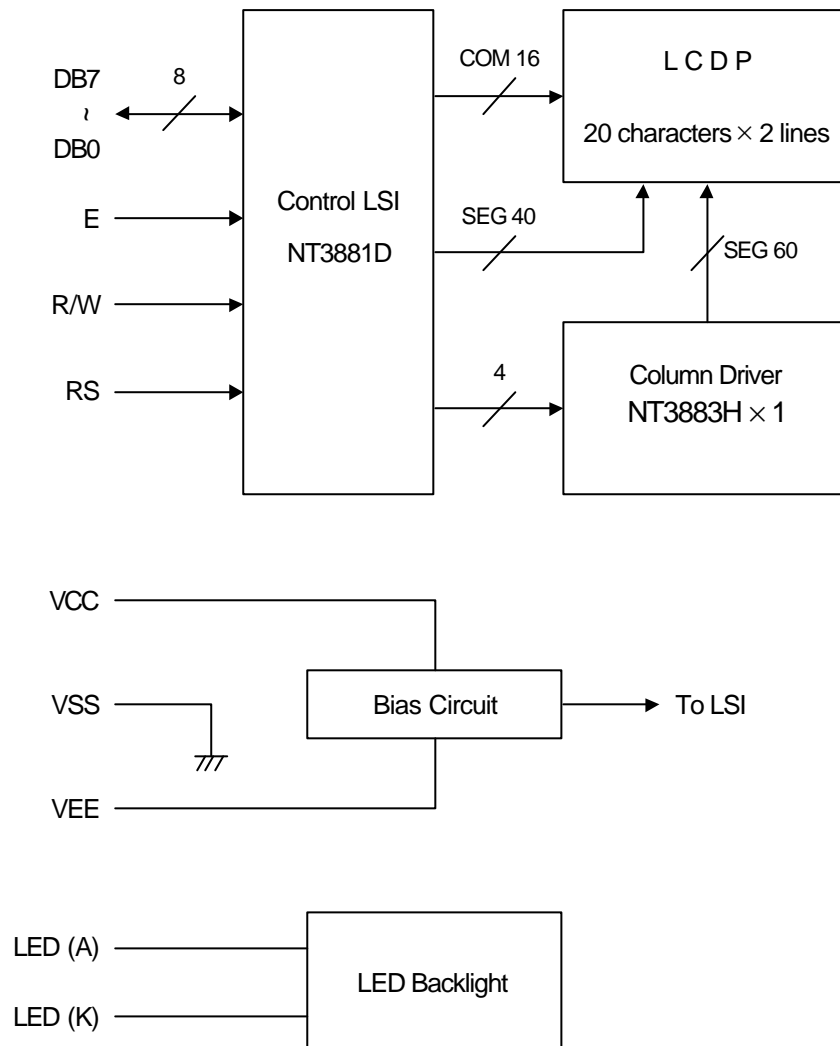 DB7
~
DB0
8
E
R/W
RS
Control LSI
NT3881D
COM 16
SEG 40
4
L C D P
20 characters × 2 lines
SEG 60
Column Driver
NT3883H × 1
VCC
VSS
VEE
Bias Circuit
To LSI
LED (A)
LED (K)
LED Backlight